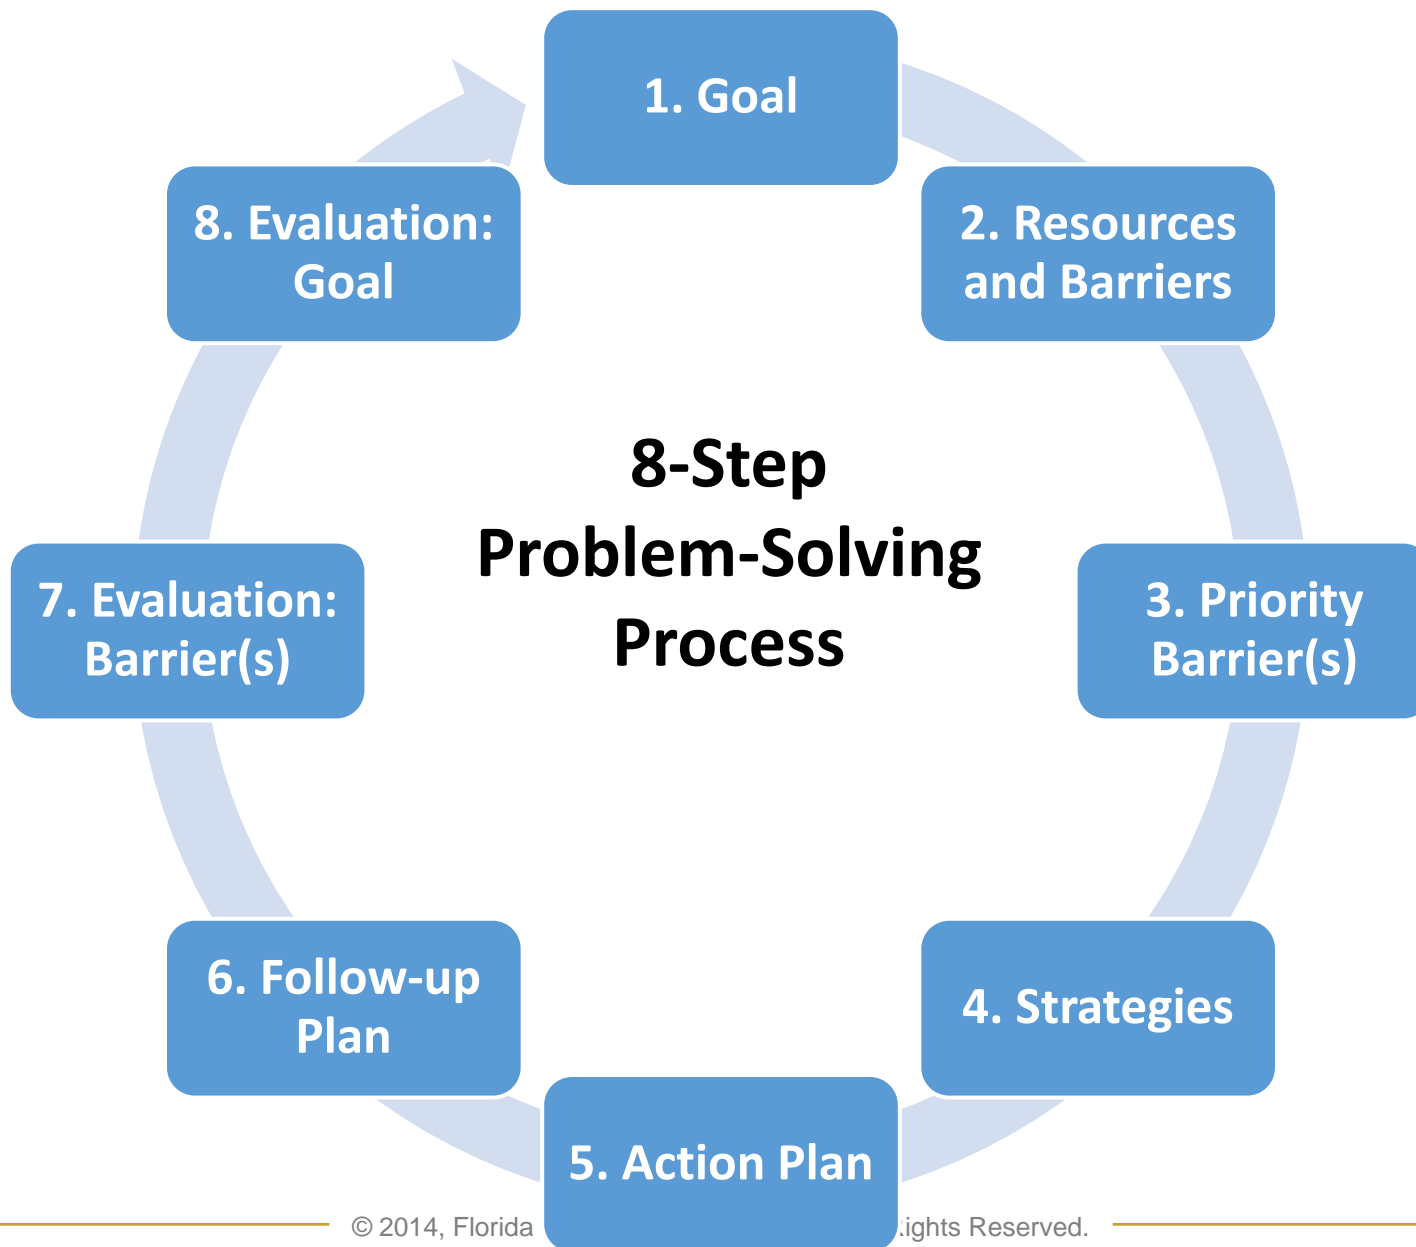 1. Goal
2. Resources
and Barriers
3. Priority
Barrier(s)
4. Strategies
5. Action Plan
6. Follow-up
Plan
7. Evaluation:
Barrier(s)
8. Evaluation:
Goal
8-Step
Problem-Solving
Process
© 2014, Florida Rights Reserved.